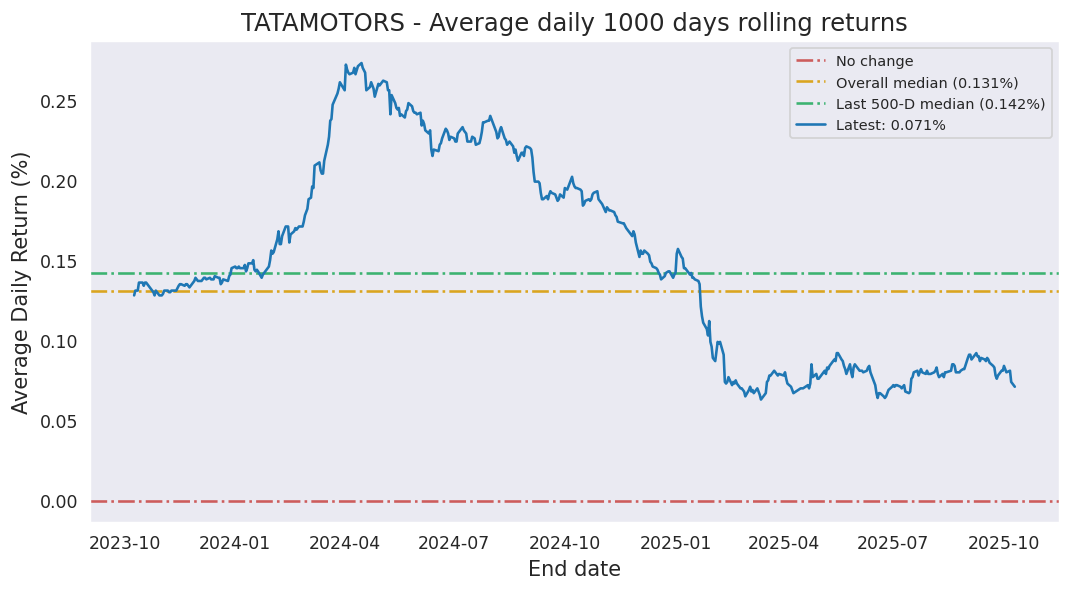 TATAMOTORS - Average daily 1000 days rolling returns
No change
Overall median (0.131%)
Last 500-D median (0.142%)
Latest: 0.071%
Average Daily Return (%)
0.25
0.20
0.15
0.10
0.05
0.00
2023-10 2024-01 2024-04 2024-07 2024-10 2025-01 2025-04 2025-07 2025-10
End date